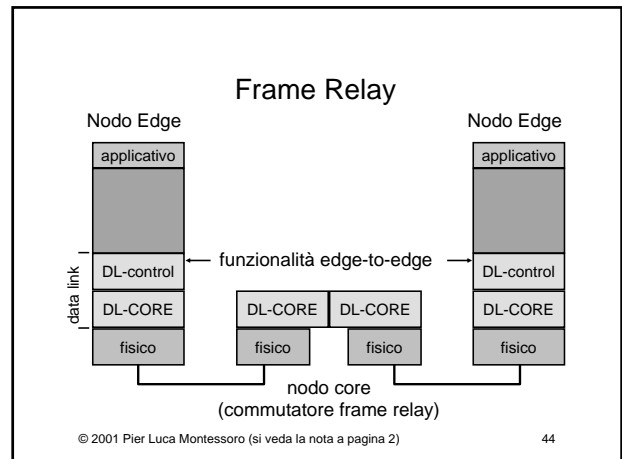 Frame Relay
Nodo Edge
Nodo Edge
applicativo
applicativo
funzionalità edge-to-edge
data link
DL-control
DL-control
DL-CORE
DL-CORE
DL-CORE
DL-CORE
fisico
fisico
fisico
fisico
nodo core
(commutatore frame relay)
© 2001 Pier Luca Montessoro (si veda la nota a pagina 2)
44